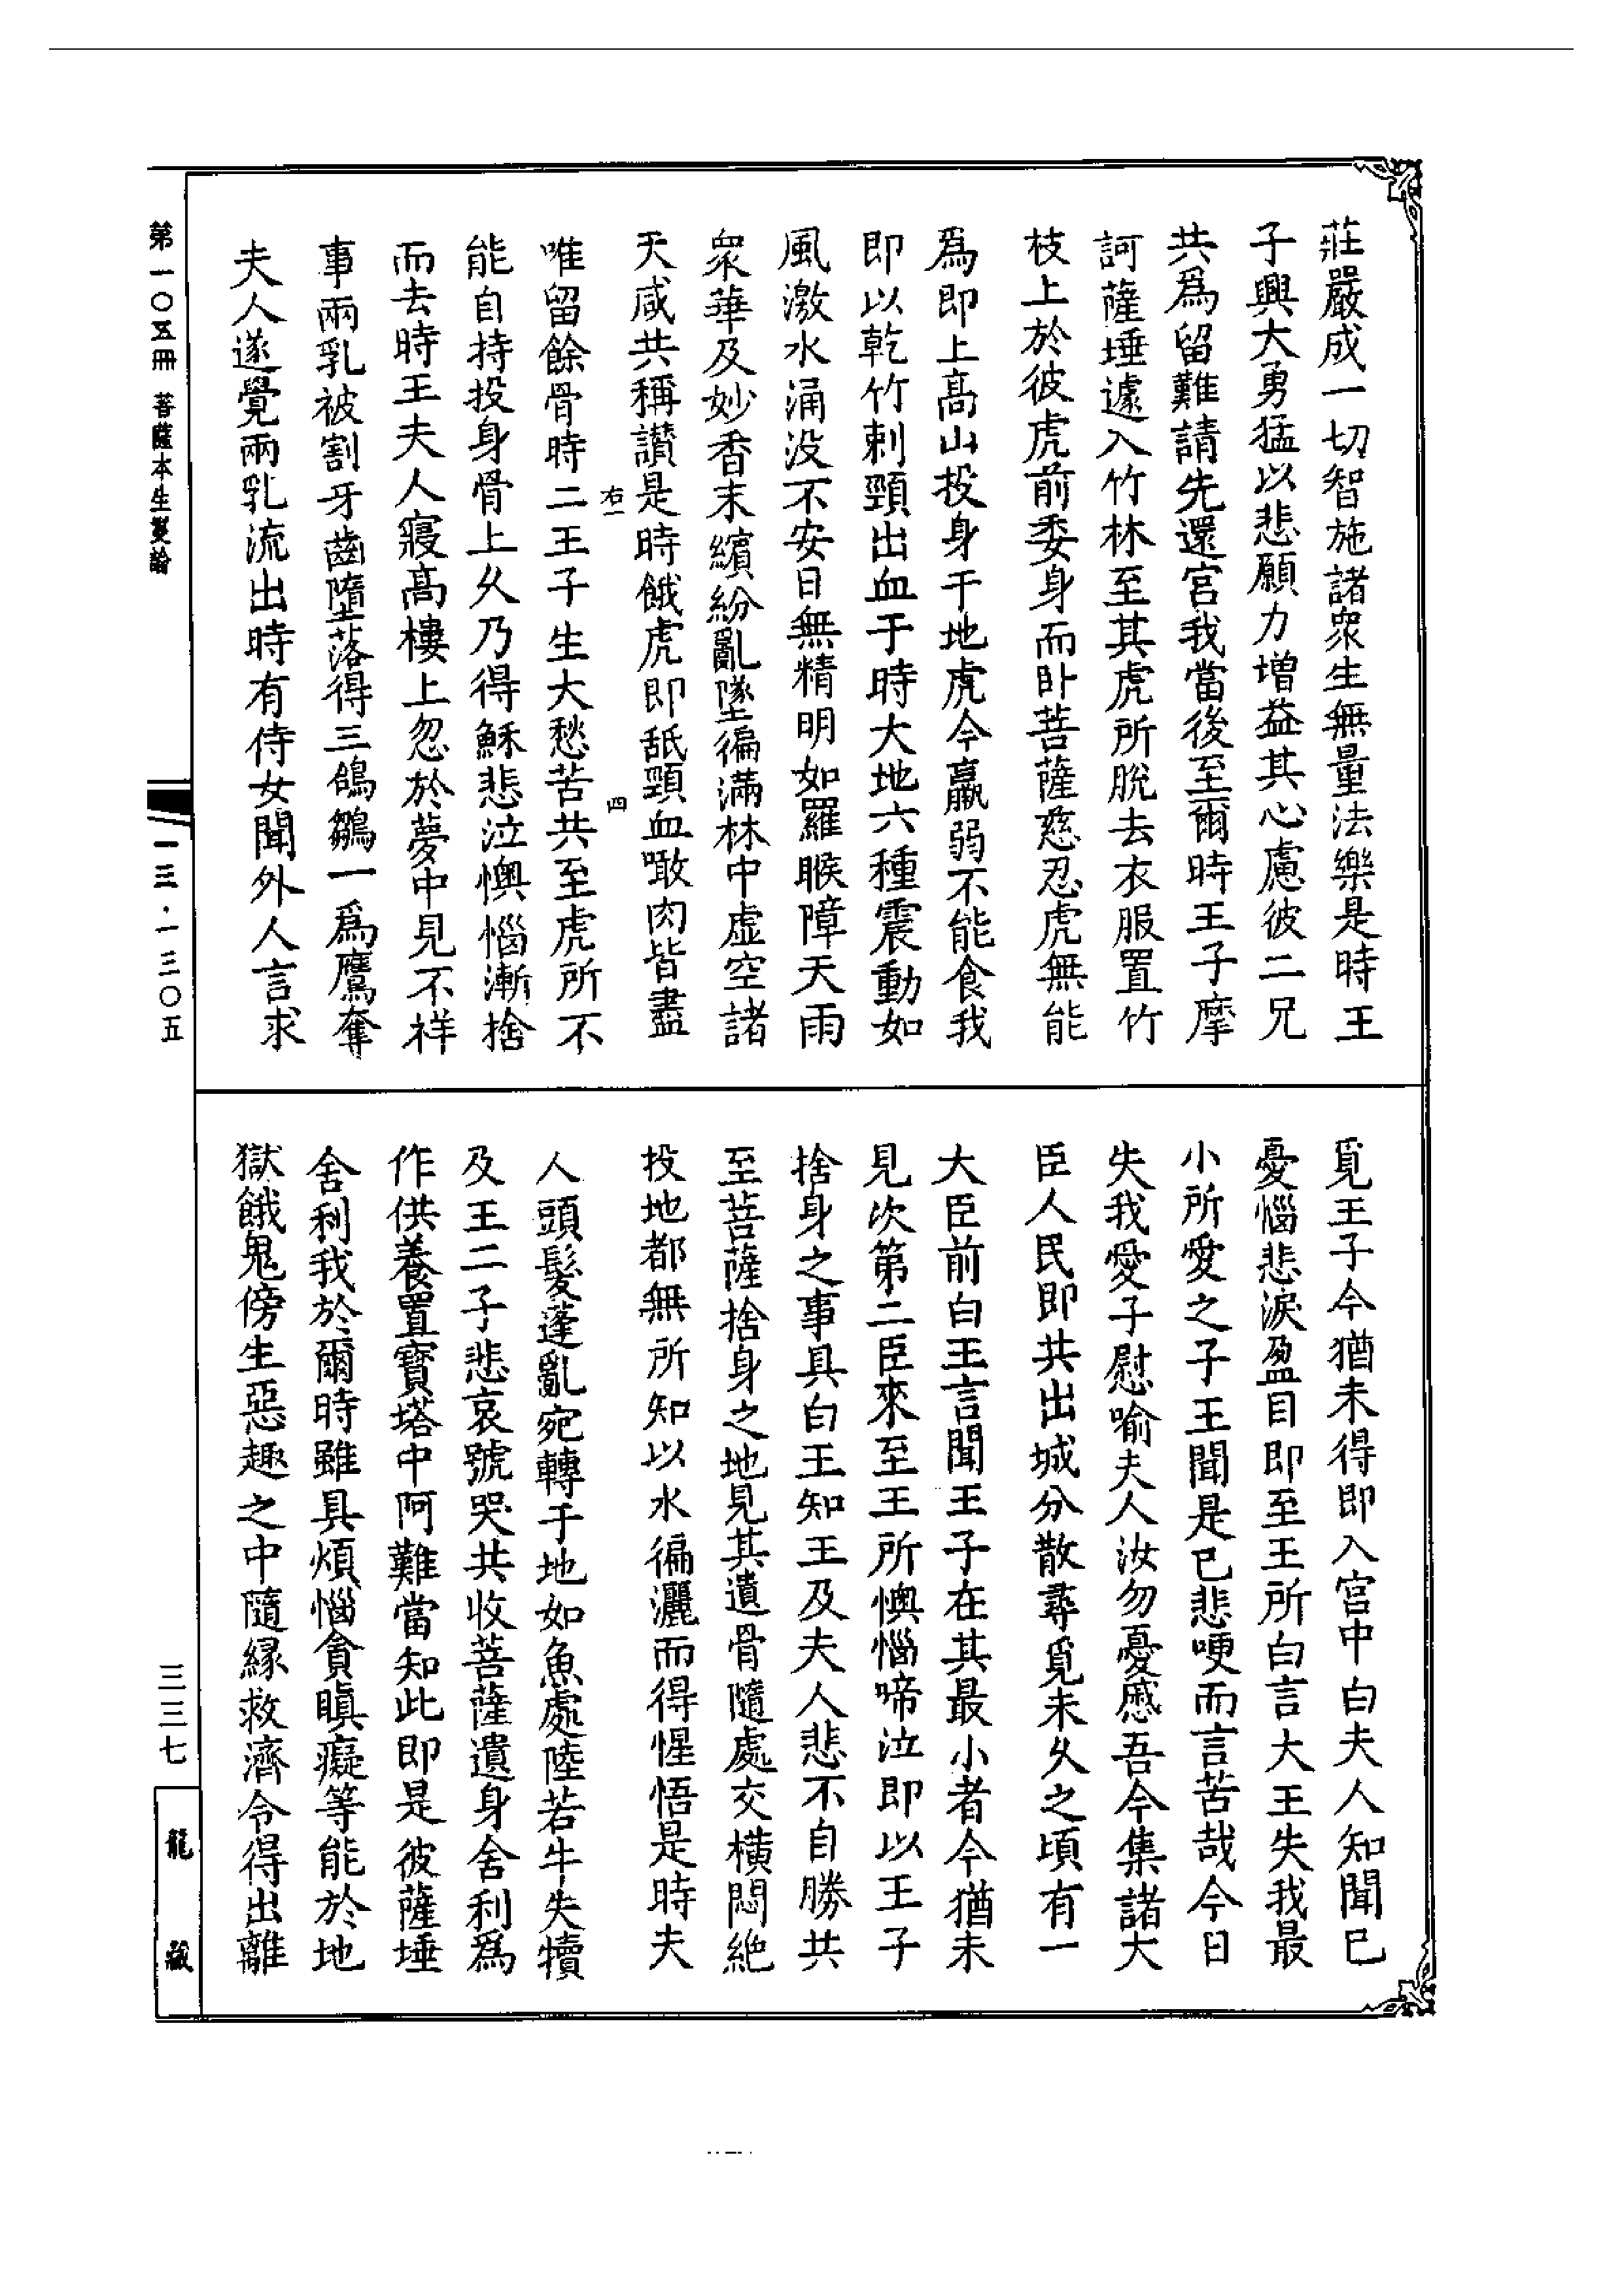 莊嚴成一切智施諸衆生無量法樂是時王
子興大勇猛以悲願力增益其心慮彼二兄
共爲留難請先還宮我當後至爾時王子摩
訶薩埵遽入竹林至其虎所脫去衣服置竹
枝上於彼虎前委身而卧菩薩慈忍虎無能
爲即上高山投身于地虎今羸弱不能食我
即以乾竹刺頸出血于時大地六種震動如
風激水涌没不安日無精明如羅睺障天雨
衆華及妙香末繽紛亂墜徧滿林中虛空諸
天咸共稱讃是時餓虎即舐頸血噉肉皆盡
右一
四
唯留餘骨時二王子生大愁苦共至虎所不
能自持投身骨上乆乃得穌悲泣懊惱漸捨
而去時王夫人寢高樓上忽於夢中見不祥
事兩乳被割牙齒墮落得三鴿鶵一爲鷹奪
夫人遂覺兩乳流出時有侍女聞外人言求
覓王子今猶未得即入宮中白夫人知聞已
憂惱悲淚盈目即至王所白言大王失我最
小所愛之子王聞是已悲哽而言苦哉今日
失我愛子慰喻夫人汝勿憂慼吾今集諸大
臣人民即共出城分散尋覓未乆之頃有一
大臣前白王言聞王子在其最小者今猶未
見次第二臣來至王所懊惱啼泣即以王子
捨身之事具白王知王及夫人悲不自勝共
至菩薩捨身之地見其遺骨隨處交橫悶絶
投地都無所知以水徧灑而得惺悟是時夫
人頭髮蓬亂宛轉于地如魚處陸若牛失犢
及王二子悲哀號哭共收菩薩遺身舍利爲
作供養置寶塔中阿難當知此即是彼薩埵
舍利我於爾時雖具煩惱貪瞋癡等能於地
獄餓鬼傍生惡趣之中隨緣救濟令得出離
第一〇五冊 菩薩本生鬘論
一三·一三〇五
三三七
龍藏